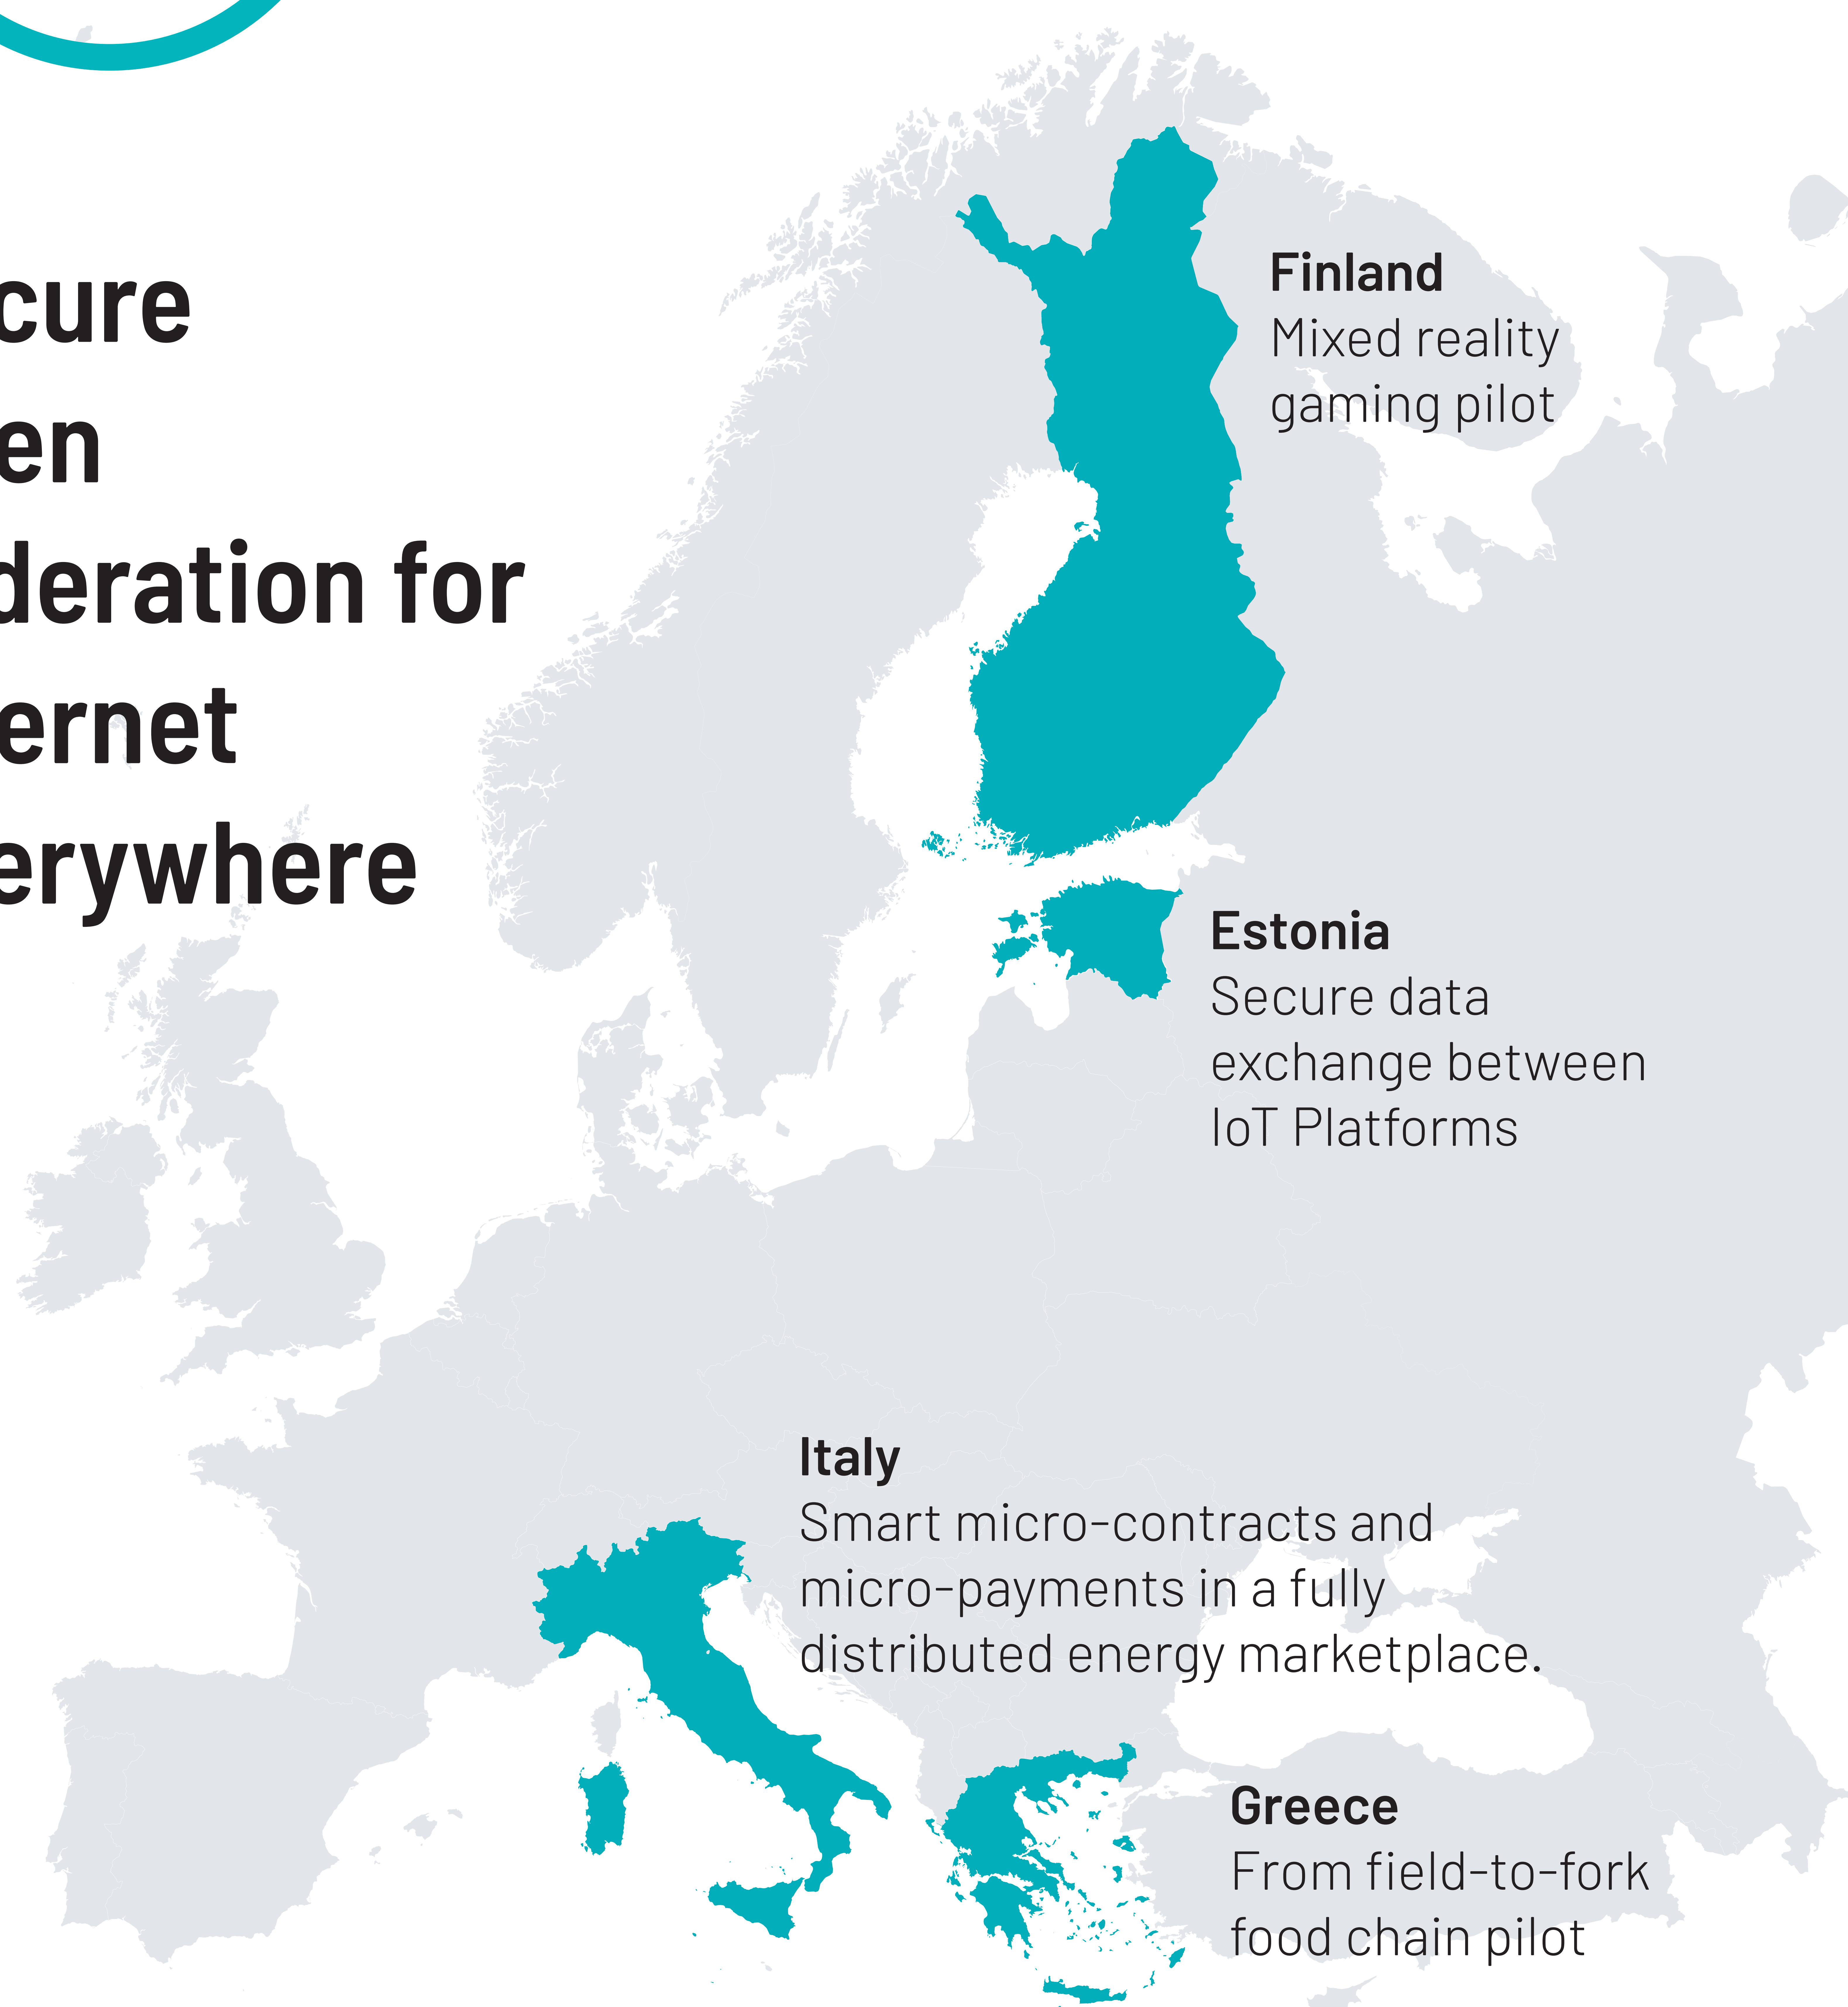 cure
en
deration for
ernet
erywhere
Finland
Mixed reality
gaming pilot
Estonia
Secure data
exchange between
IoT Platforms
Italy
Smart micro-contracts and
micro-payments in a fully
distributed energy marketplace.
Greece
From field-to-fork
food chain pilot